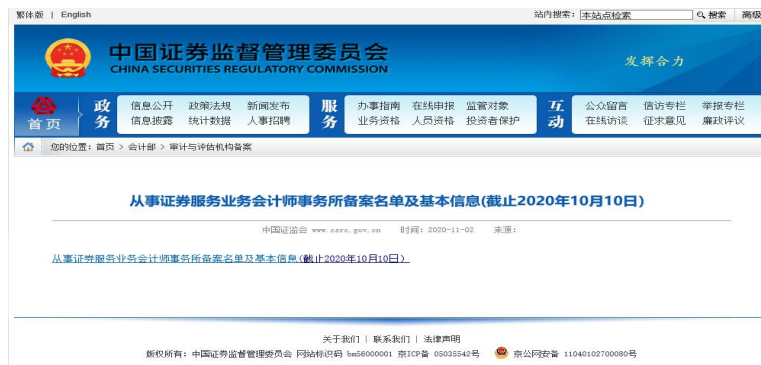 繁体版 | English
站内搜索: 本站点检索 搜索 高级
中国证券监督管理委员会
CHINA SECURITIES REGULATORY COMMISSION
发挥合力
首页
政务
信息公开 政策法规 新闻发布
信息披露 统计数据 人事招聘
服务
办事指南 在线申报 监管对象
业务资格 人员资格 投资者保护
互动
公众留言 信访专栏 举报专栏
在线访谈 征求意见 廉政评议
您的位置: 首页 > 会计部 > 审计与评估机构备案
从事证券服务业务会计师事务所备案名单及基本信息(截止2020年10月10日)
中国证监会 www.csrc.gov.cn 时间: 2020-11-02 来源:
从事证券服务业务会计师事务所备案名单及基本信息(截止2020年10月10日)
关于我们 | 联系我们 | 法律声明
版权所有: 中国证券监督管理委员会 网站标识码 bm56000001 京ICP备 05035542号 京公网安备 11040102700080号